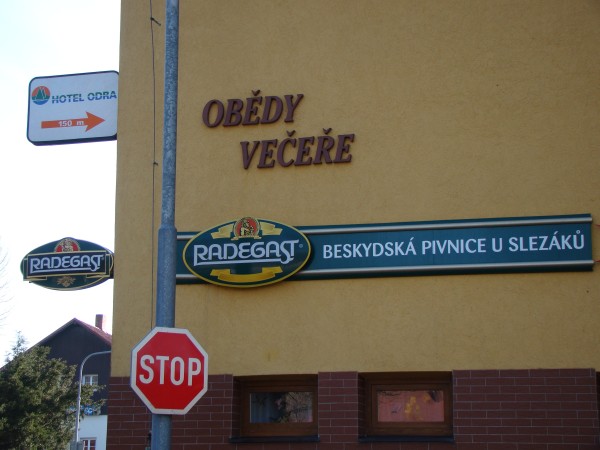 HOTEL ODRA
150 m
OBĚDY
VEČEŘE
RADEGAST
RADEGAST
BESKYDSKÁ PIVNICE U SLEZÁKŮ
STOP